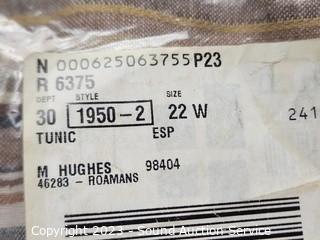 N 000625063755P23
R 6375
DEPT STYLE SIZE
30 1950-2 22 W 241
TUNIC ESP
M HUGHES 98404
46283 - ROAMANS
Copyright 2023 - Sound Auction Service